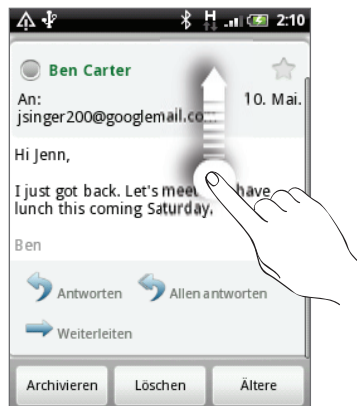 H 2:10
Ben Carter
An: 10. Mai.
jsinger200@googlemail.co
Hi Jenn,
I just got back. Let's meet have
lunch this coming Saturday.
Ben
Antworten Allen antworten
Weiterleiten
Archivieren Löschen Ältere